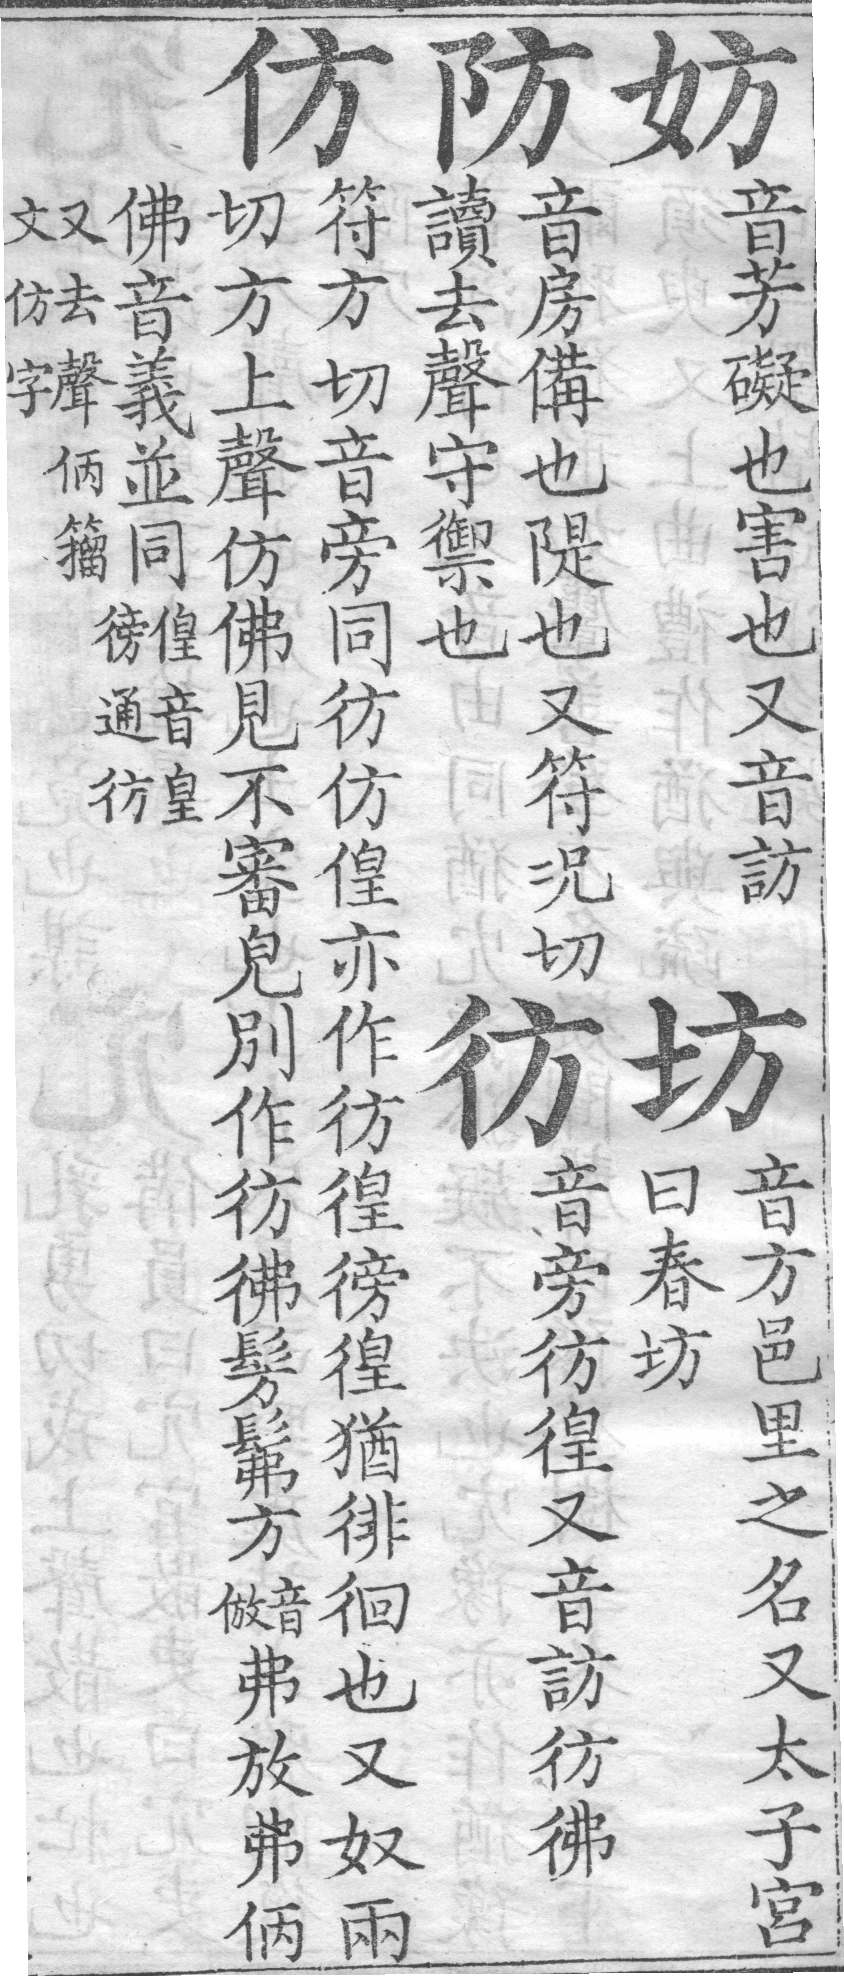 妨
音芳礙也害也又音訪
坊
音方邑里之名又太子宮
曰春坊
防
音房備也隄也又符況切
讀去聲守禦也
彷
音旁彷徨又音訪彷彿
仿
符方切音旁同彷仿偟亦作彷徨徬徨猶徘徊也又奴兩
切方上聲仿佛見不審皃別作彷彿髣髴方
音
倣
弗放弗㑂
佛音義並同
偟音皇
徬通彷
又去聲㑂籀
文仿字